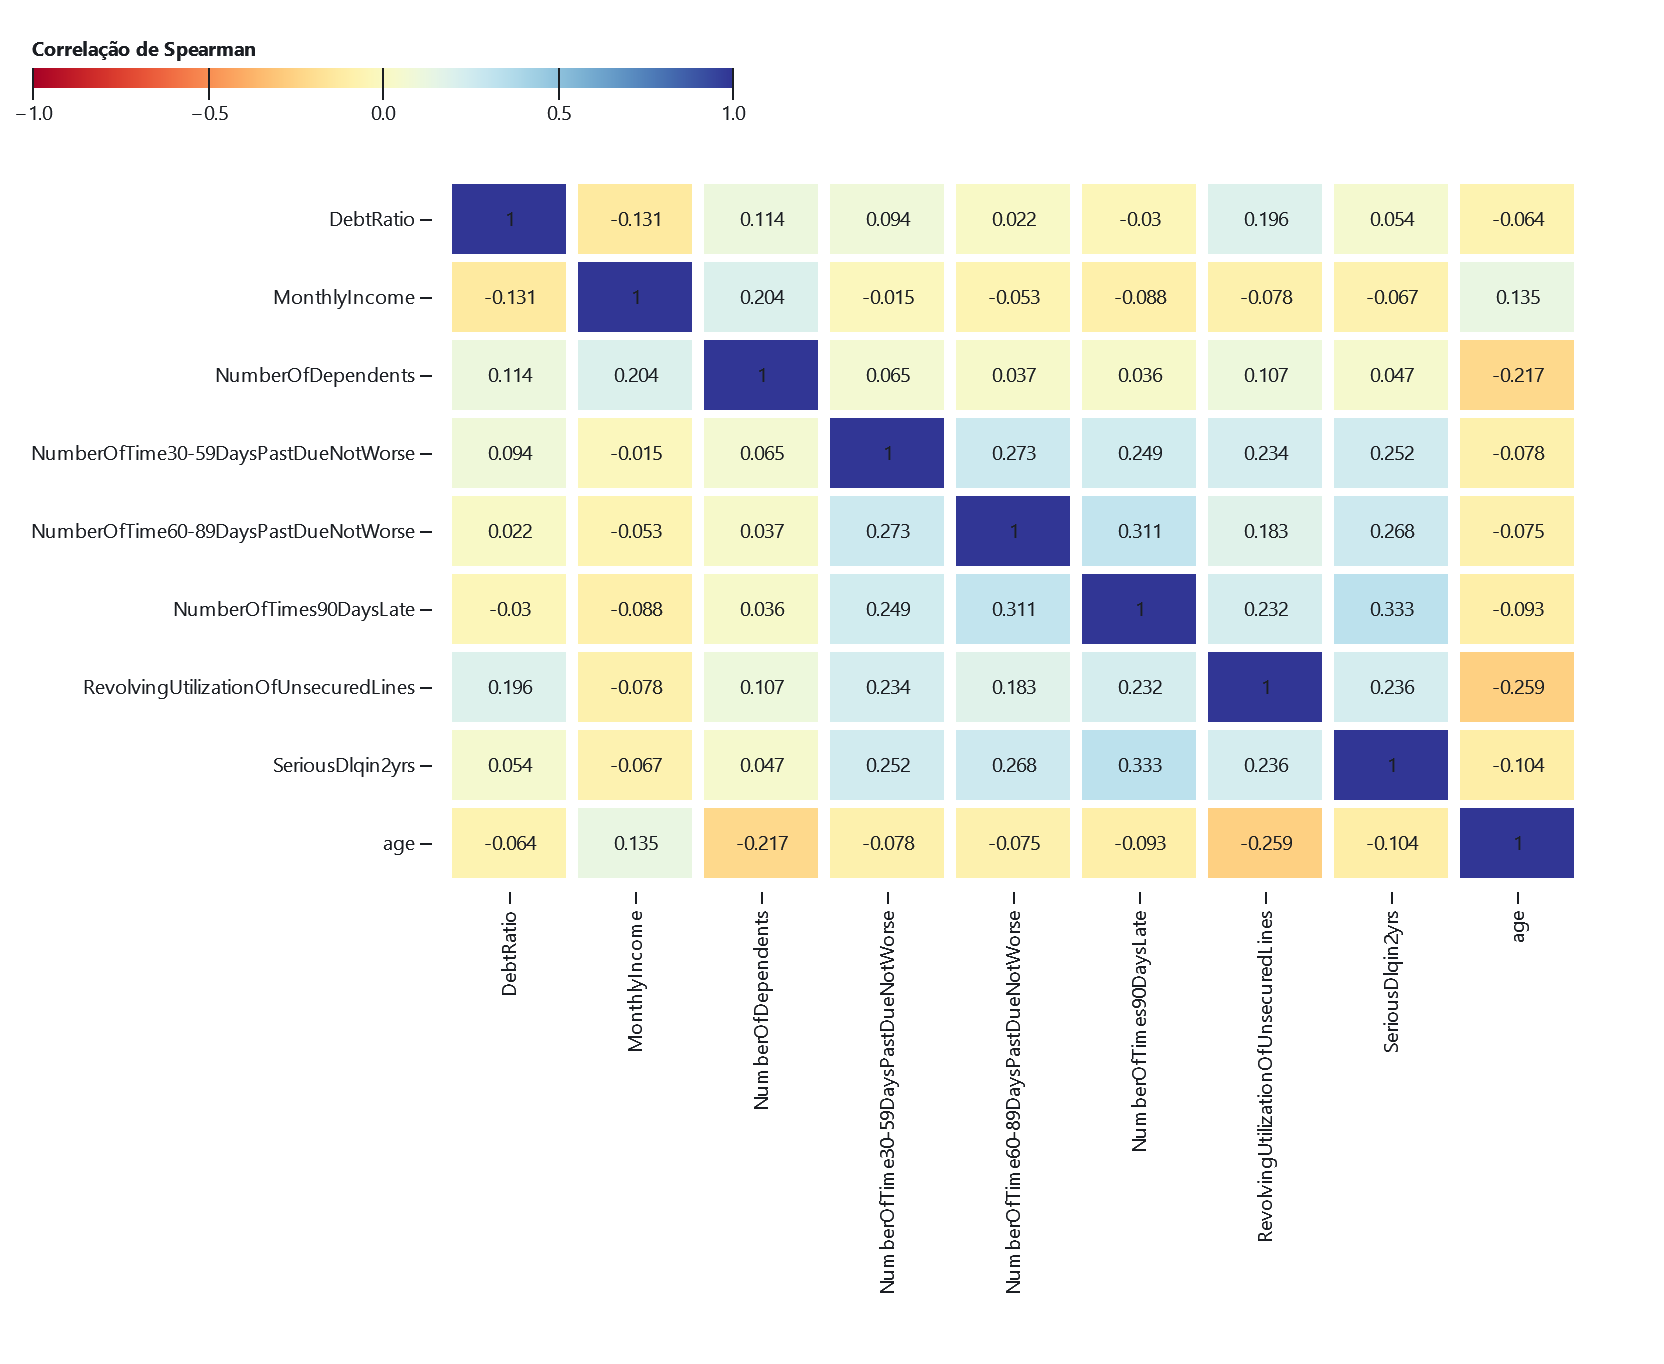 Correlação de Spearman
−1.0 −0.5 0.0 0.5 1.0
DebtRatio 1 -0.131 0.114 0.094 0.022 -0.03 0.196 0.054 -0.064
MonthlyIncome -0.131 1 0.204 -0.015 -0.053 -0.088 -0.078 -0.067 0.135
NumberOfDependents 0.114 0.204 1 0.065 0.037 0.036 0.107 0.047 -0.217
NumberOfTime30-59DaysPastDueNotWorse 0.094 -0.015 0.065 1 0.273 0.249 0.234 0.252 -0.078
NumberOfTime60-89DaysPastDueNotWorse 0.022 -0.053 0.037 0.273 1 0.311 0.183 0.268 -0.075
NumberOfTimes90DaysLate -0.03 -0.088 0.036 0.249 0.311 1 0.232 0.333 -0.093
RevolvingUtilizationOfUnsecuredLines 0.196 -0.078 0.107 0.234 0.183 0.232 1 0.236 -0.259
SeriousDlqin2yrs 0.054 -0.067 0.047 0.252 0.268 0.333 0.236 1 -0.104
age -0.064 0.135 -0.217 -0.078 -0.075 -0.093 -0.259 -0.104 1
DebtRatio
MonthlyIncome
NumberOfDependents
NumberOfTime30-59DaysPastDueNotWorse
NumberOfTime60-89DaysPastDueNotWorse
NumberOfTimes90DaysLate
RevolvingUtilizationOfUnsecuredLines
SeriousDlqin2yrs
age